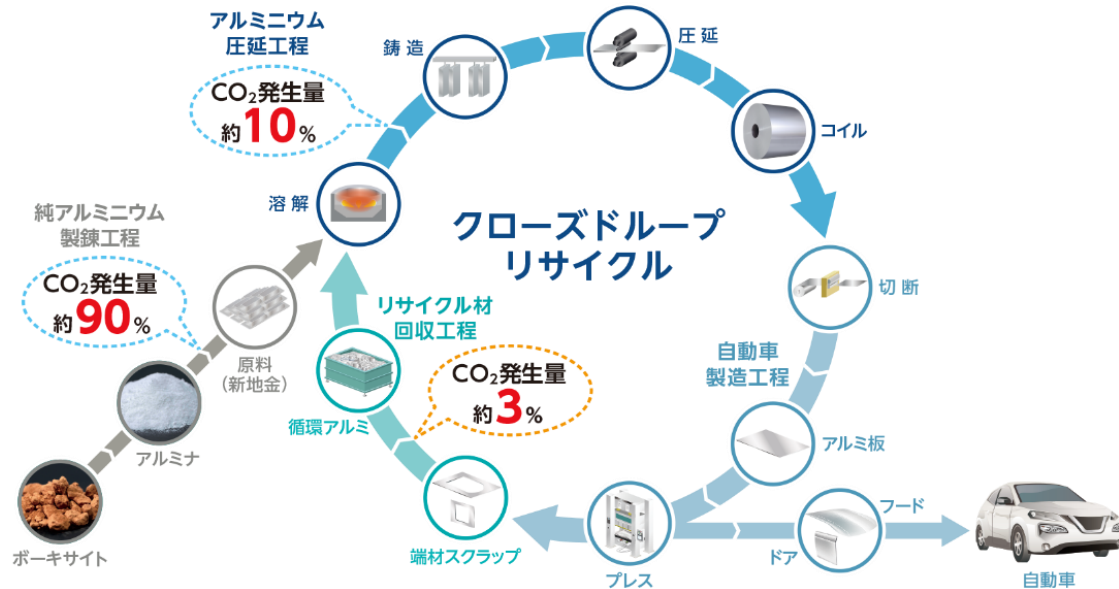 アルミニウム
圧延工程
CO₂発生量
約10%
鋳造
圧延
コイル
溶解
クローズドループ
リサイクル
純アルミニウム
製錬工程
CO₂発生量
約90%
原料
（新地金）
アルミナ
ボーキサイト
リサイクル材
回収工程
CO₂発生量
約3%
循環アルミ
端材スクラップ
切断
自動車
製造工程
アルミ板
プレス
フード
ドア
自動車